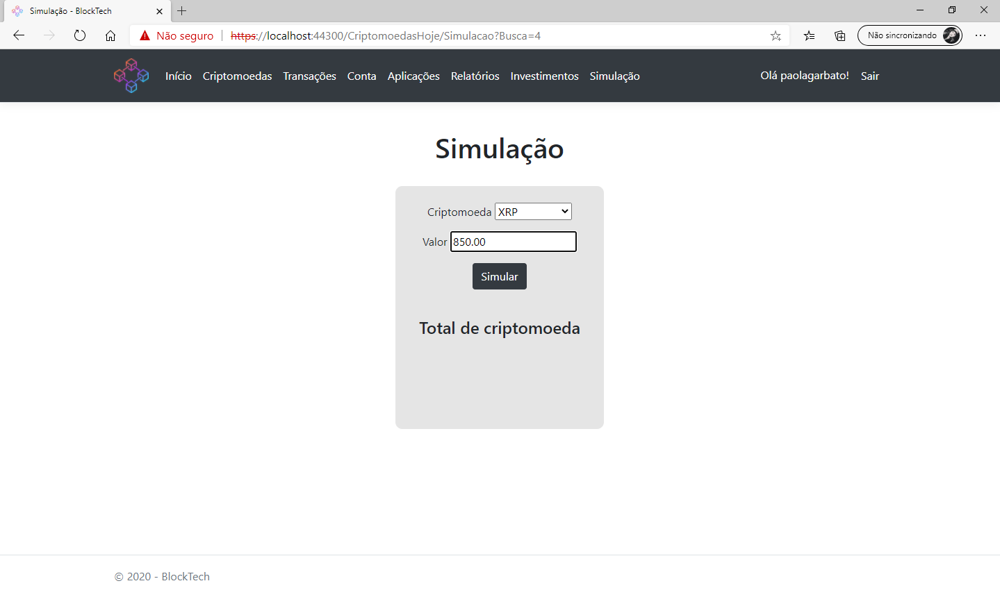 Simulação - BlockTech
Não seguro https://localhost:44300/CriptomoedasHoje/Simulacao?Busca=4 Não sincronizando
Início Criptomoedas Transações Conta Aplicações Relatórios Investimentos Simulação Olá paolagarbato! Sair
Simulação
Criptomoeda XRP
Valor 850.00
Simular
Total de criptomoeda
© 2020 - BlockTech